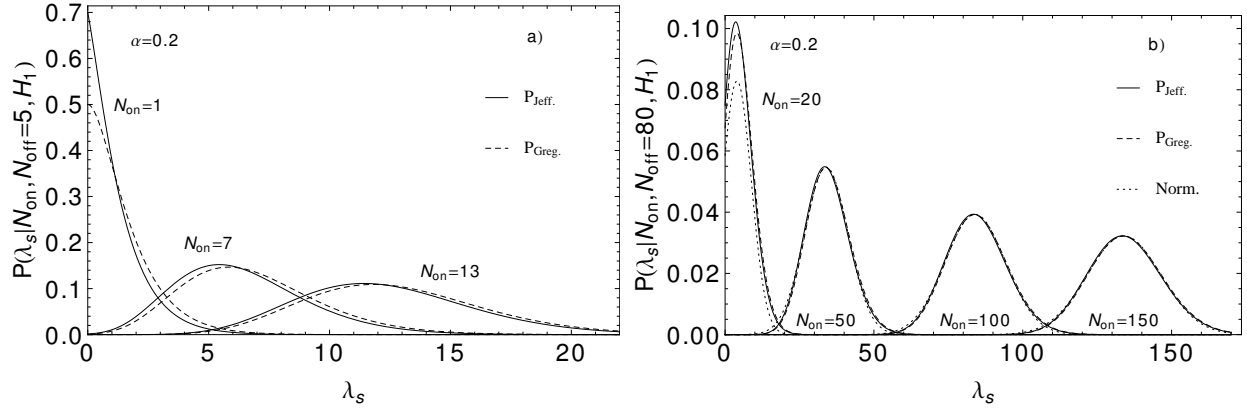 a)
α=0.2
N_on=1
P_Jeff.
P_Greg.
N_on=7
N_on=13
P(λ_s|N_on, N_off=5, H_1)
0.0
0.1
0.2
0.3
0.4
0.5
0.6
0.7
0
5
10
15
20
λ_s
b)
α=0.2
N_on=20
P_Jeff.
P_Greg.
Norm.
N_on=50
N_on=100
N_on=150
P(λ_s|N_on, N_off=80, H_1)
0.00
0.02
0.04
0.06
0.08
0.10
0
50
100
150
λ_s